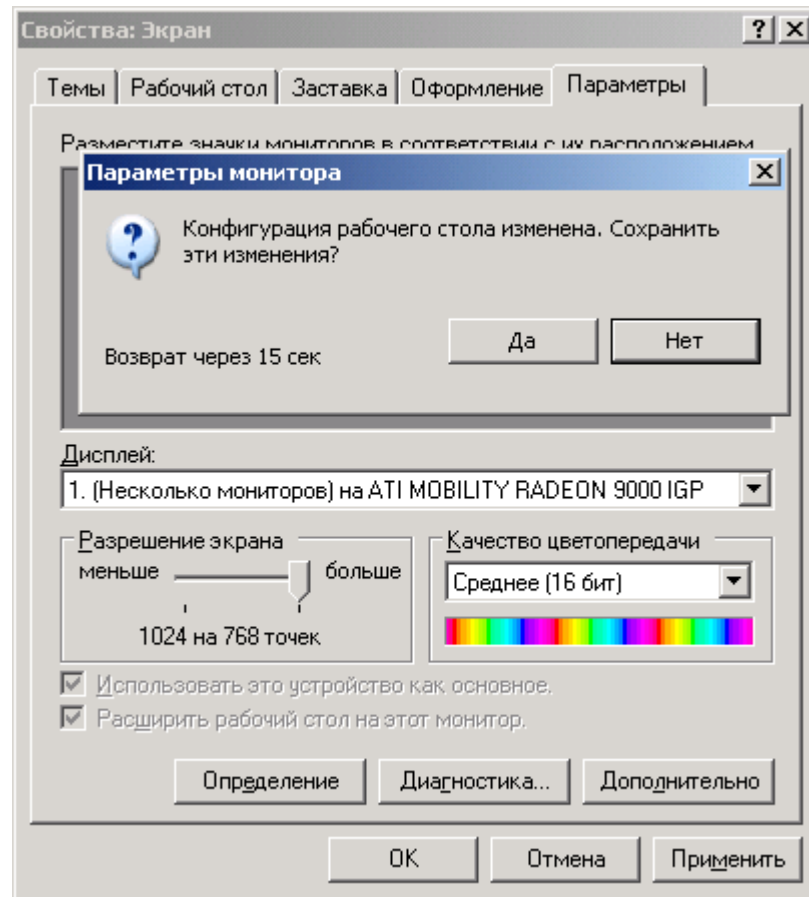 Свойства: Экран
Темы
Рабочий стол
Заставка
Оформление
Параметры
Разместите значки мониторов в соответствии с их расположением
Параметры монитора
Конфигурация рабочего стола изменена. Сохранить
эти изменения?
Возврат через 15 сек
Да
Нет
Дисплей:
1. (Несколько мониторов) на ATI MOBILITY RADEON 9000 IGP
Разрешение экрана
меньше
больше
1024 на 768 точек
Качество цветопередачи
Среднее (16 бит)
Использовать это устройство как основное.
Расширить рабочий стол на этот монитор.
Определение
Диагностика...
Дополнительно
OK
Отмена
Применить